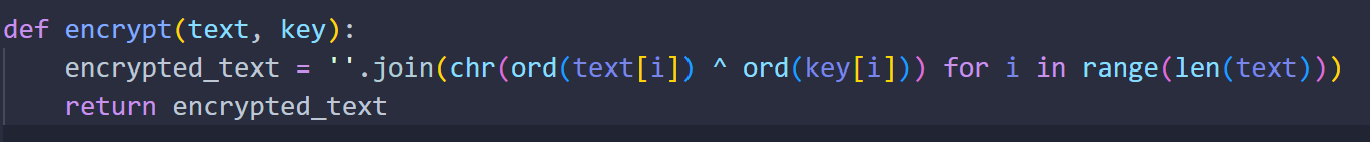 def encrypt(text, key):
    encrypted_text = ''.join(chr(ord(text[i]) ^ ord(key[i])) for i in range(len(text)))
    return encrypted_text